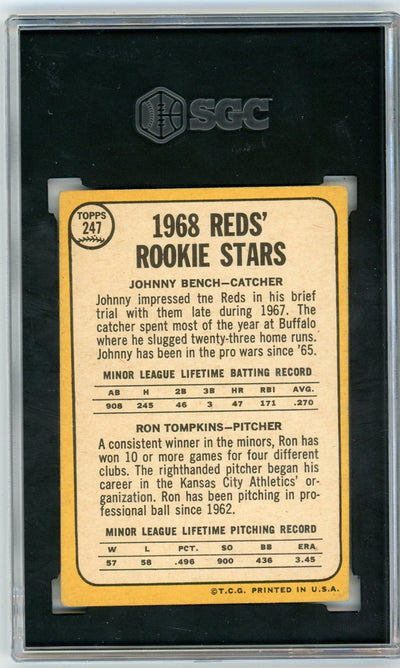 SGC
TOPPS
247
1968 REDS'
ROOKIE STARS
JOHNNY BENCH—CATCHER
Johnny impressed tne Reds in his brief
trial with them late during 1967. The
catcher spent most of the year at Buffalo
where he slugged twenty-three home runs.
Johnny has been in the pro wars since '65.
MINOR LEAGUE LIFETIME BATTING RECORD
AB H 2B 3B HR RBI AVG.
908 245 46 3 47 171 .270
RON TOMPKINS—PITCHER
A consistent winner in the minors, Ron has
won 10 or more games for four different
clubs. The righthanded pitcher began his
career in the Kansas City Athletics' or-
ganization. Ron has been pitching in pro-
fessional ball since 1962.
MINOR LEAGUE LIFETIME PITCHING RECORD
W L PCT. SO BB ERA
57 58 .496 900 436 3.45
©T.C.G. PRINTED IN U.S.A.